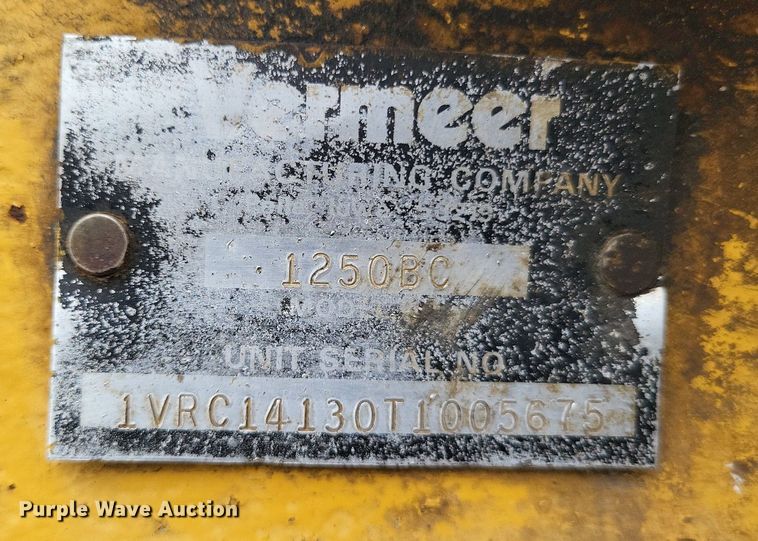 Vermeer
MANUFACTURING COMPANY
1250BC
MODEL
UNIT SERIAL NO
1VRC14130T1005675
Purple Wave Auction